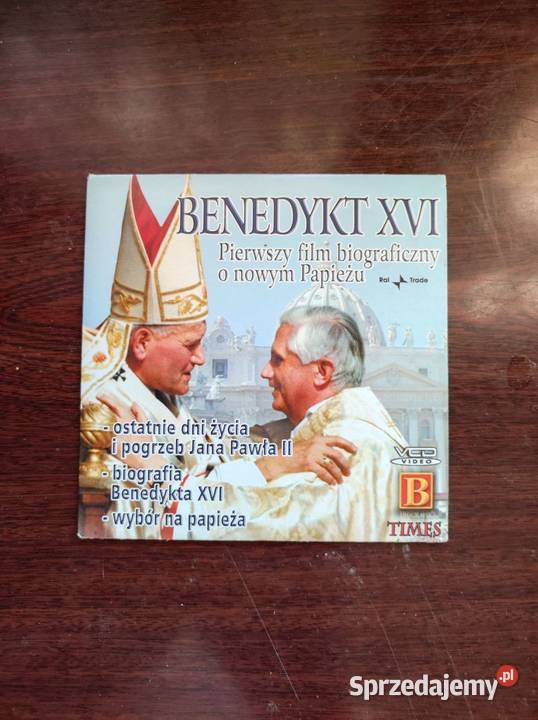 BENEDYKT XVI
Pierwszy film biograficzny
o nowym Papieżu
Rai Trade
- ostatnie dni życia
i pogrzeb Jana Pawła II
- biografia
Benedykta XVI
- wybór na papieża
VCD
VIDEO
B
TIMES
Sprzedajemy.pl